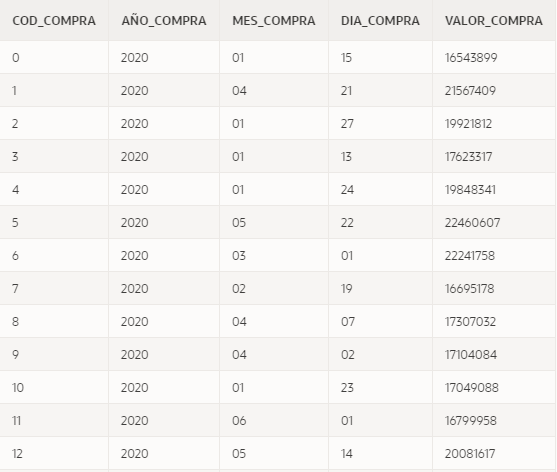 COD_COMPRA AÑO_COMPRA MES_COMPRA DIA_COMPRA VALOR_COMPRA
0 2020 01 15 16543899
1 2020 04 21 21567409
2 2020 01 27 19921812
3 2020 01 13 17623317
4 2020 01 24 19848341
5 2020 05 22 22460607
6 2020 03 01 22241758
7 2020 02 19 16695178
8 2020 04 07 17307032
9 2020 04 02 17104084
10 2020 01 23 17049088
11 2020 06 01 16799958
12 2020 05 14 20081617